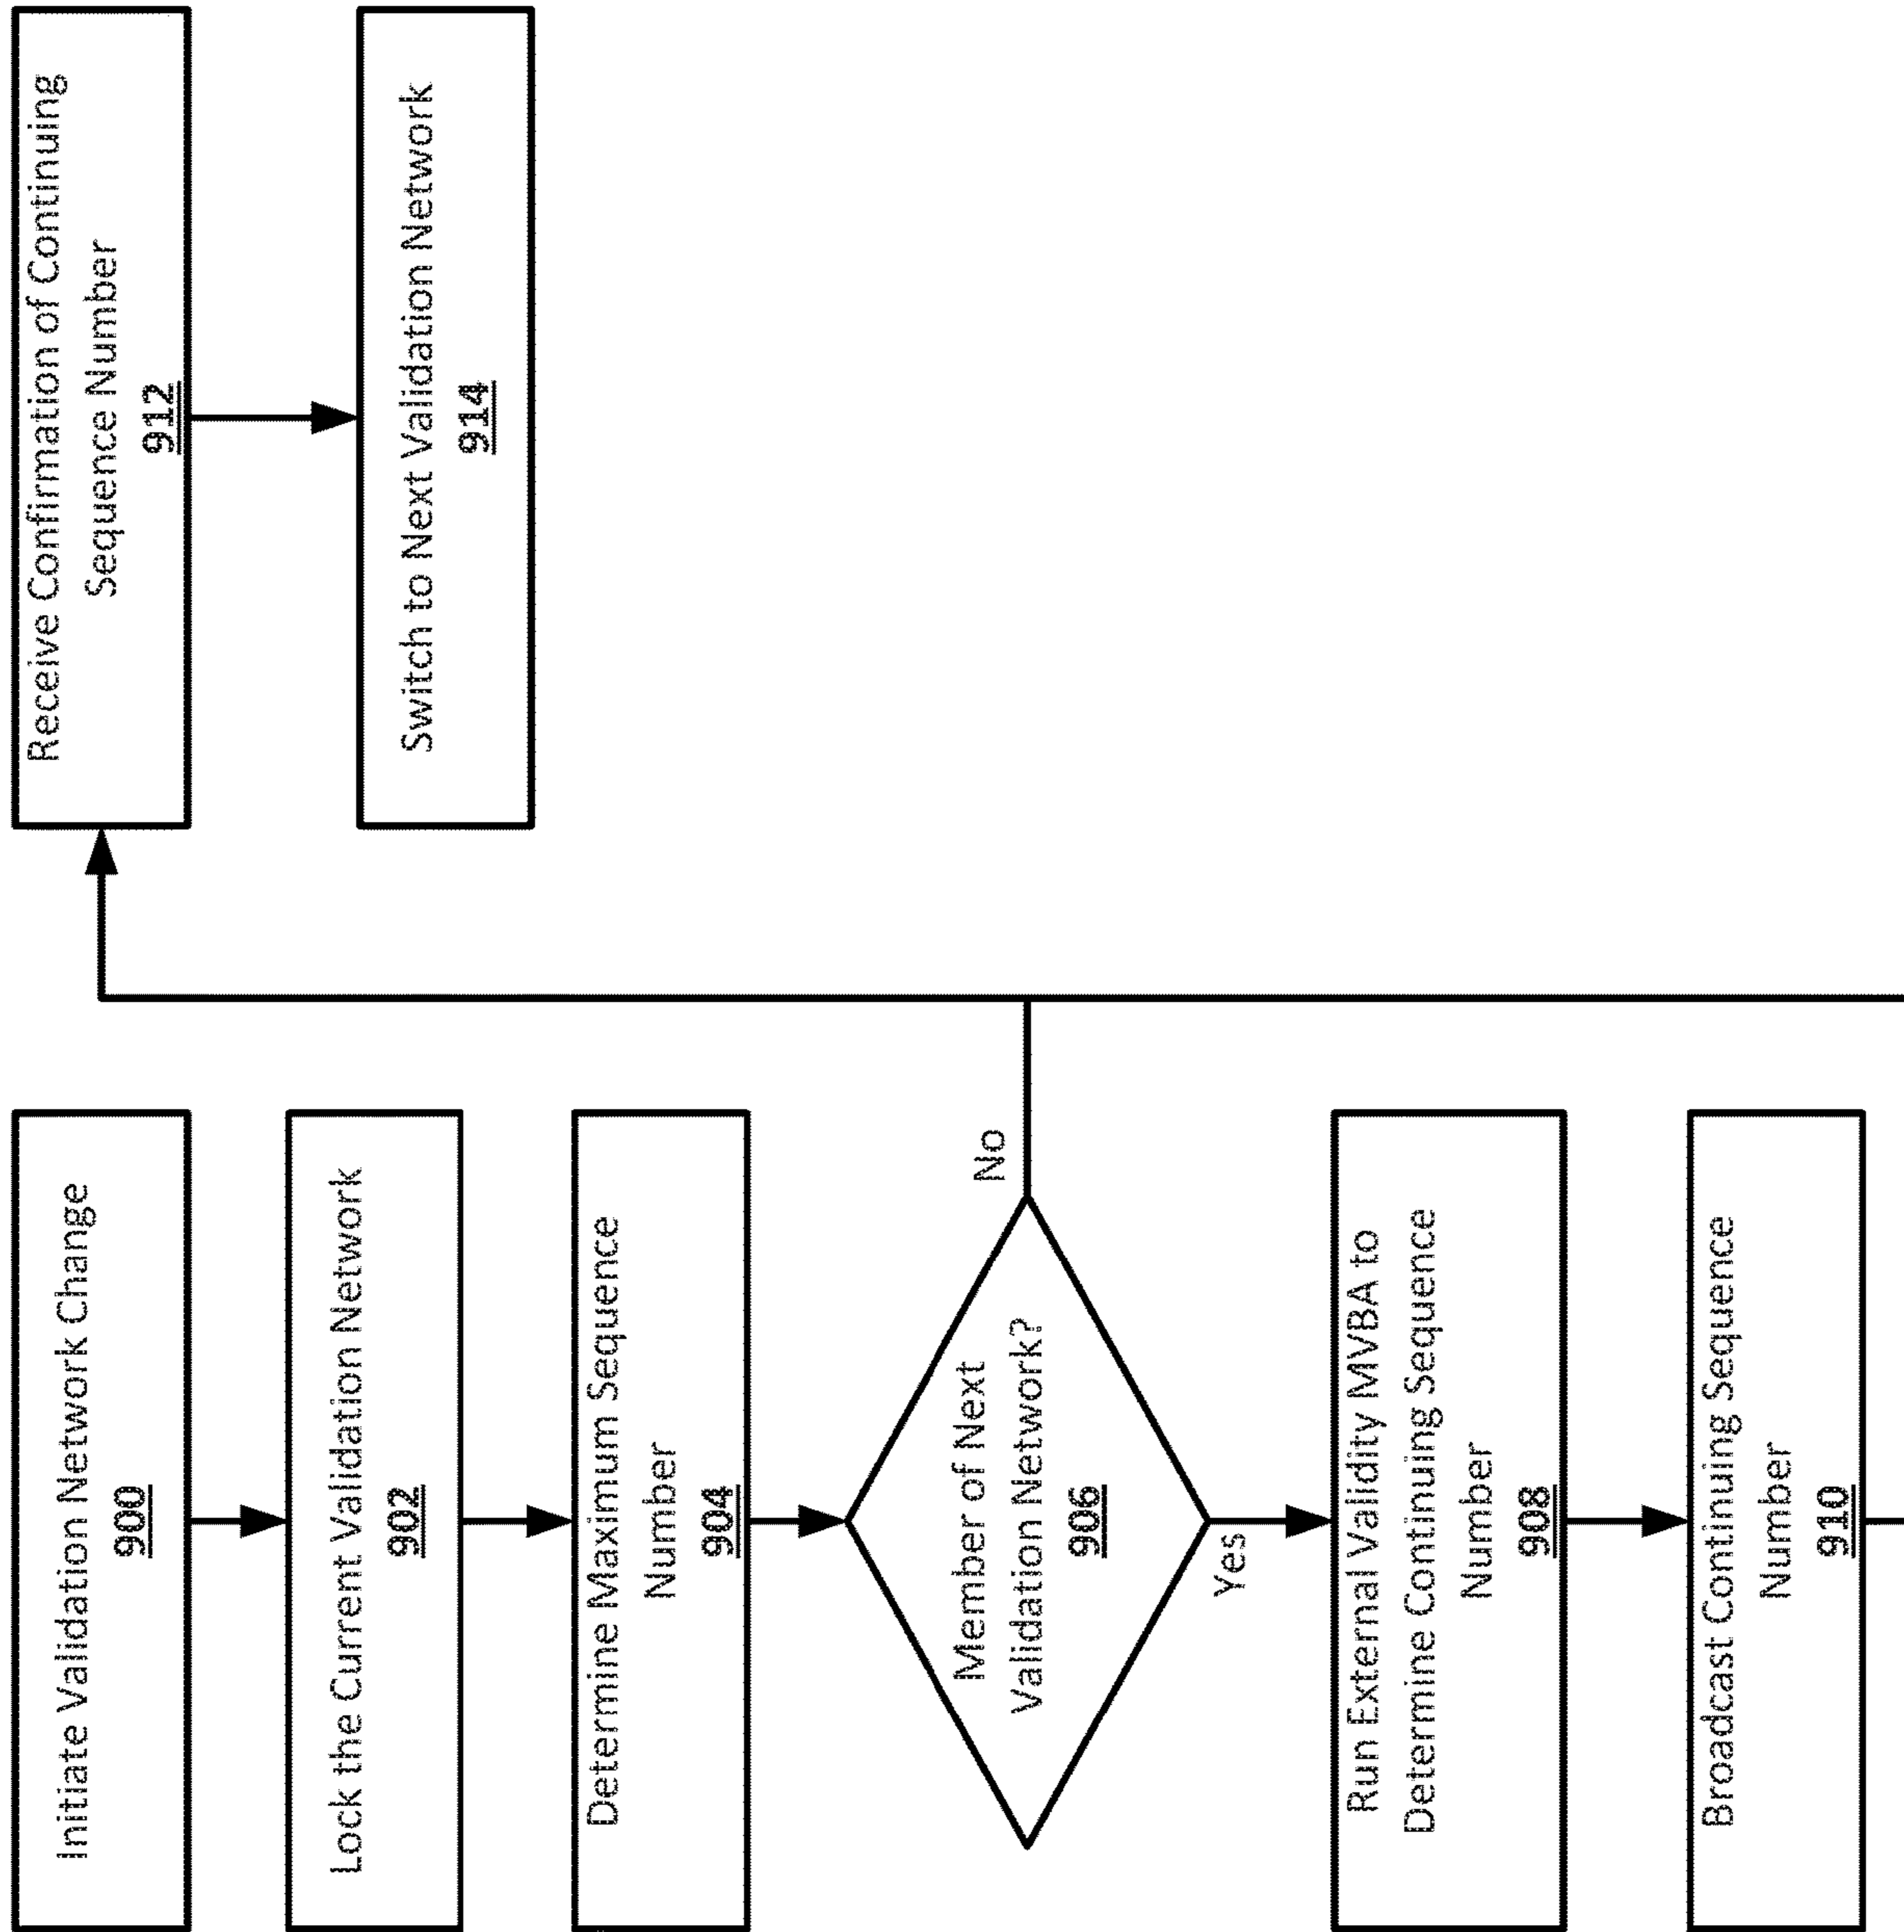 Initiate Validation Network Change
900
Lock the Current Validation Network
902
Determine Maximum Sequence
Number
904
Member of Next
Validation Network?
906
No
Yes
Run External Validity MVBA to
Determine Continuing Sequence
Number
908
Broadcast Continuing Sequence
Number
910
Receive Confirmation of Continuing
Sequence Number
912
Switch to Next Validation Network
914